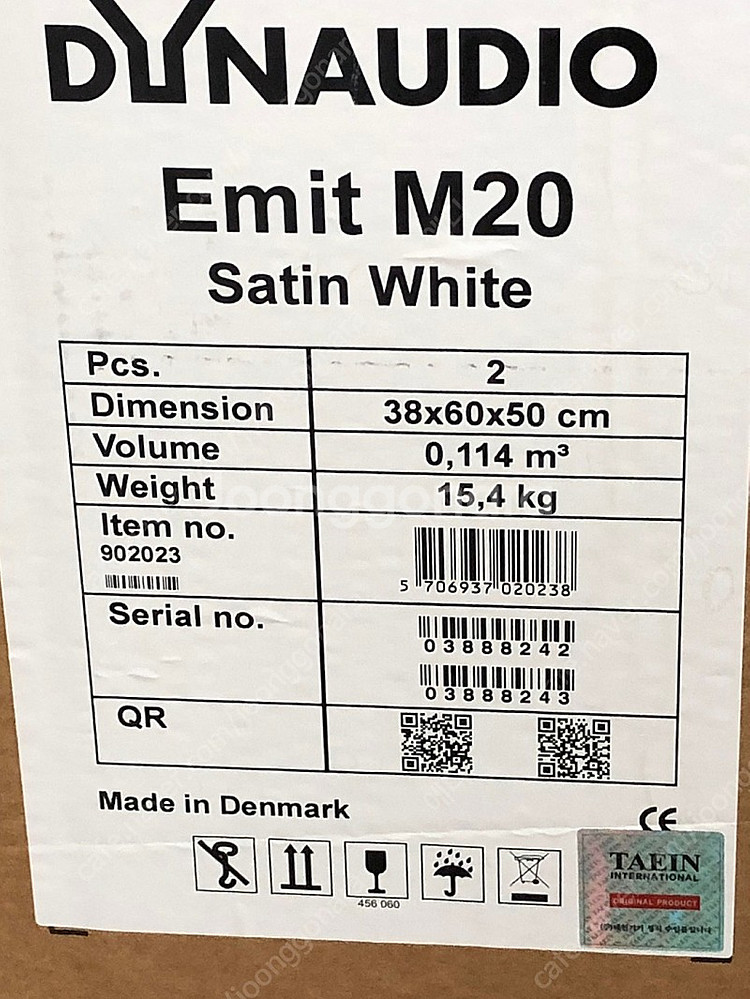 DYNAUDIO
Emit M20
Satin White
Pcs. 2
Dimension 38x60x50 cm
Volume 0,114 m³
Weight 15,4 kg
Item no.
902023
5 706937 020238
Serial no.
03888242
03888243
QR
Made in Denmark
CE
456 060
TAEIN
INTERNATIONAL
ORIGINAL PRODUCT
joonggonara